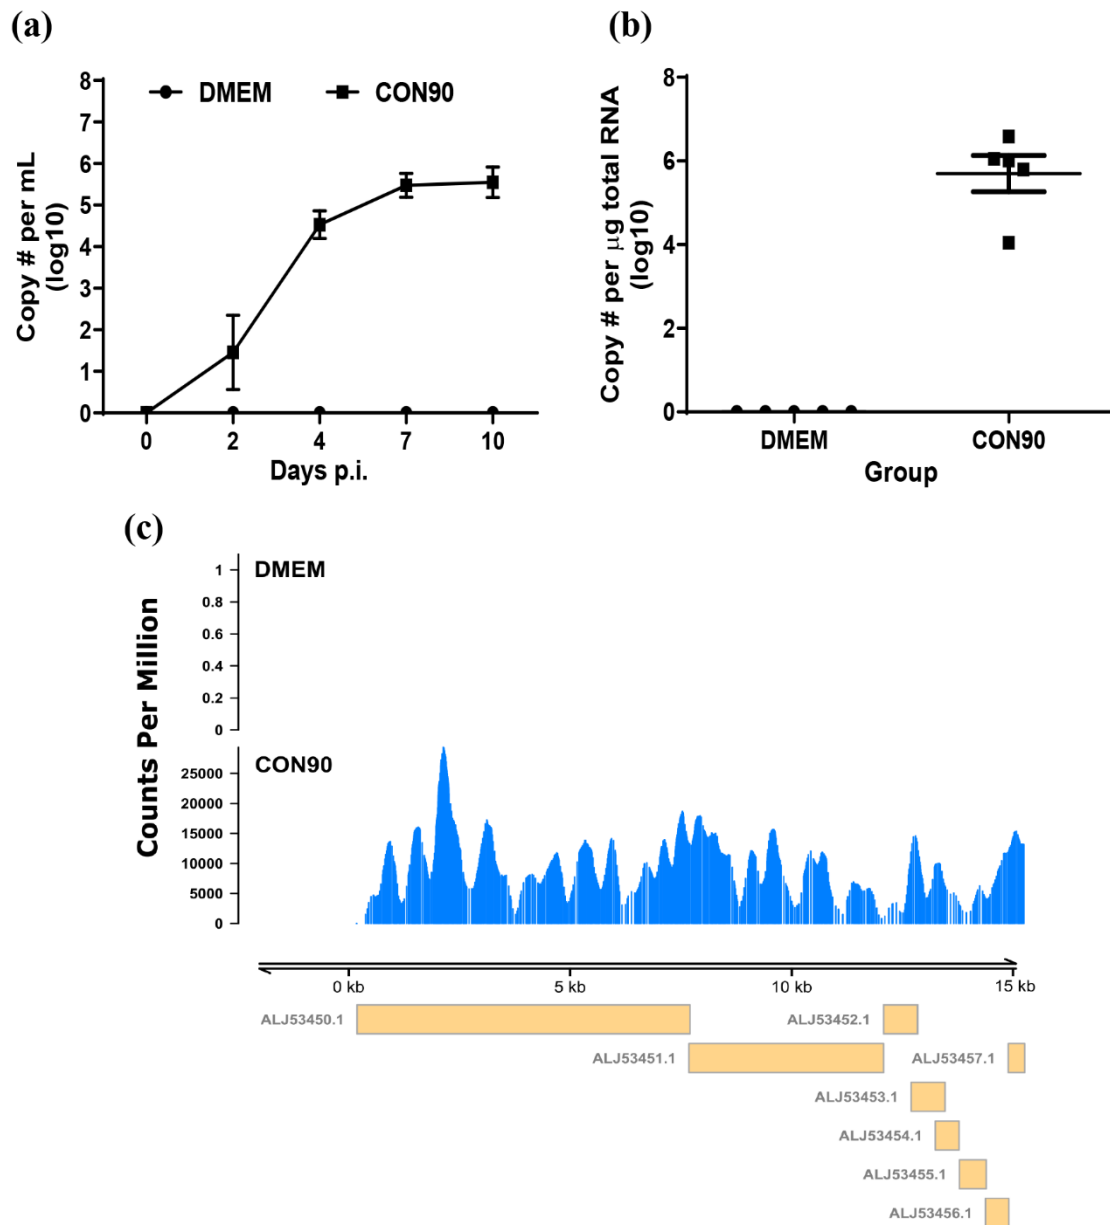 (a)
DMEM CON90
Copy # per mL
(log10)
8
7
6
5
4
3
2
1
0
0 2 4 7 10
Days p.i.
(b)
Copy # per μg total RNA
(log10)
8
6
4
2
0
DMEM CON90
Group
(c)
Counts Per Million
DMEM
1
0.8
0.6
0.4
0.2
0
CON90
25000
20000
15000
10000
5000
0
0 kb 5 kb 10 kb 15 kb
ALJ53450.1 ALJ53452.1
ALJ53451.1 ALJ53457.1
ALJ53453.1
ALJ53454.1
ALJ53455.1
ALJ53456.1